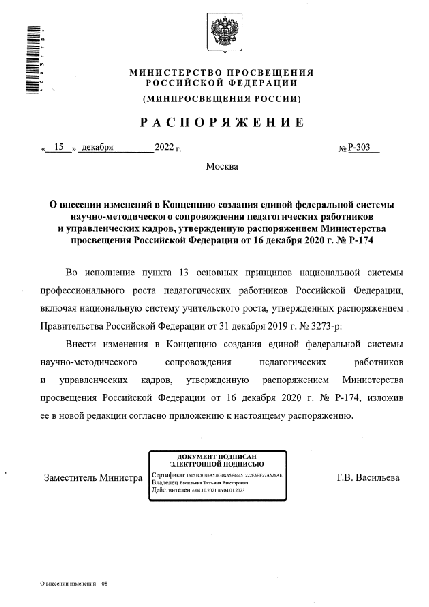 МИНИСТЕРСТВО ПРОСВЕЩЕНИЯ
РОССИЙСКОЙ ФЕДЕРАЦИИ
(МИНПРОСВЕЩЕНИЯ РОССИИ)
РАСПОРЯЖЕНИЕ
« 15 » декабря 2022 г. № Р-303
Москва
О внесении изменений в Концепцию создания единой федеральной системы
научно-методического сопровождения педагогических работников
и управленческих кадров, утвержденную распоряжением Министерства
просвещения Российской Федерации от 16 декабря 2020 г. № Р-174
Во исполнение пункта 13 основных принципов национальной системы
профессионального роста педагогических работников Российской Федерации,
включая национальную систему учительского роста, утвержденных распоряжением
Правительства Российской Федерации от 31 декабря 2019 г. № 3273-р:
Внести изменения в Концепцию создания единой федеральной системы
научно-методического сопровождения педагогических работников
и управленческих кадров, утвержденную распоряжением Министерства
просвещения Российской Федерации от 16 декабря 2020 г. № Р-174, изложив
ее в новой редакции согласно приложению к настоящему распоряжению.
ДОКУМЕНТ ПОДПИСАН
ЭЛЕКТРОННОЙ ПОДПИСЬЮ
Сертификат
Владелец
Действителен
Заместитель Министра Т.В. Васильева